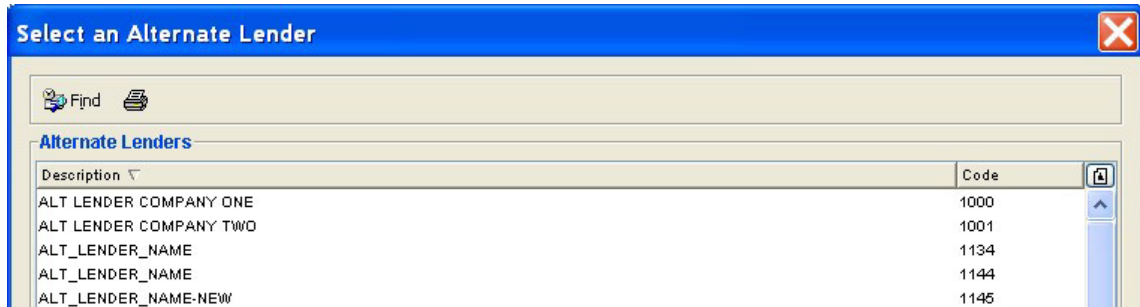 Select an Alternate Lender
Find
Alternate Lenders
Description Code
ALT LENDER COMPANY ONE 1000
ALT LENDER COMPANY TWO 1001
ALT_LENDER_NAME 1134
ALT_LENDER_NAME 1144
ALT_LENDER_NAME-NEW 1145